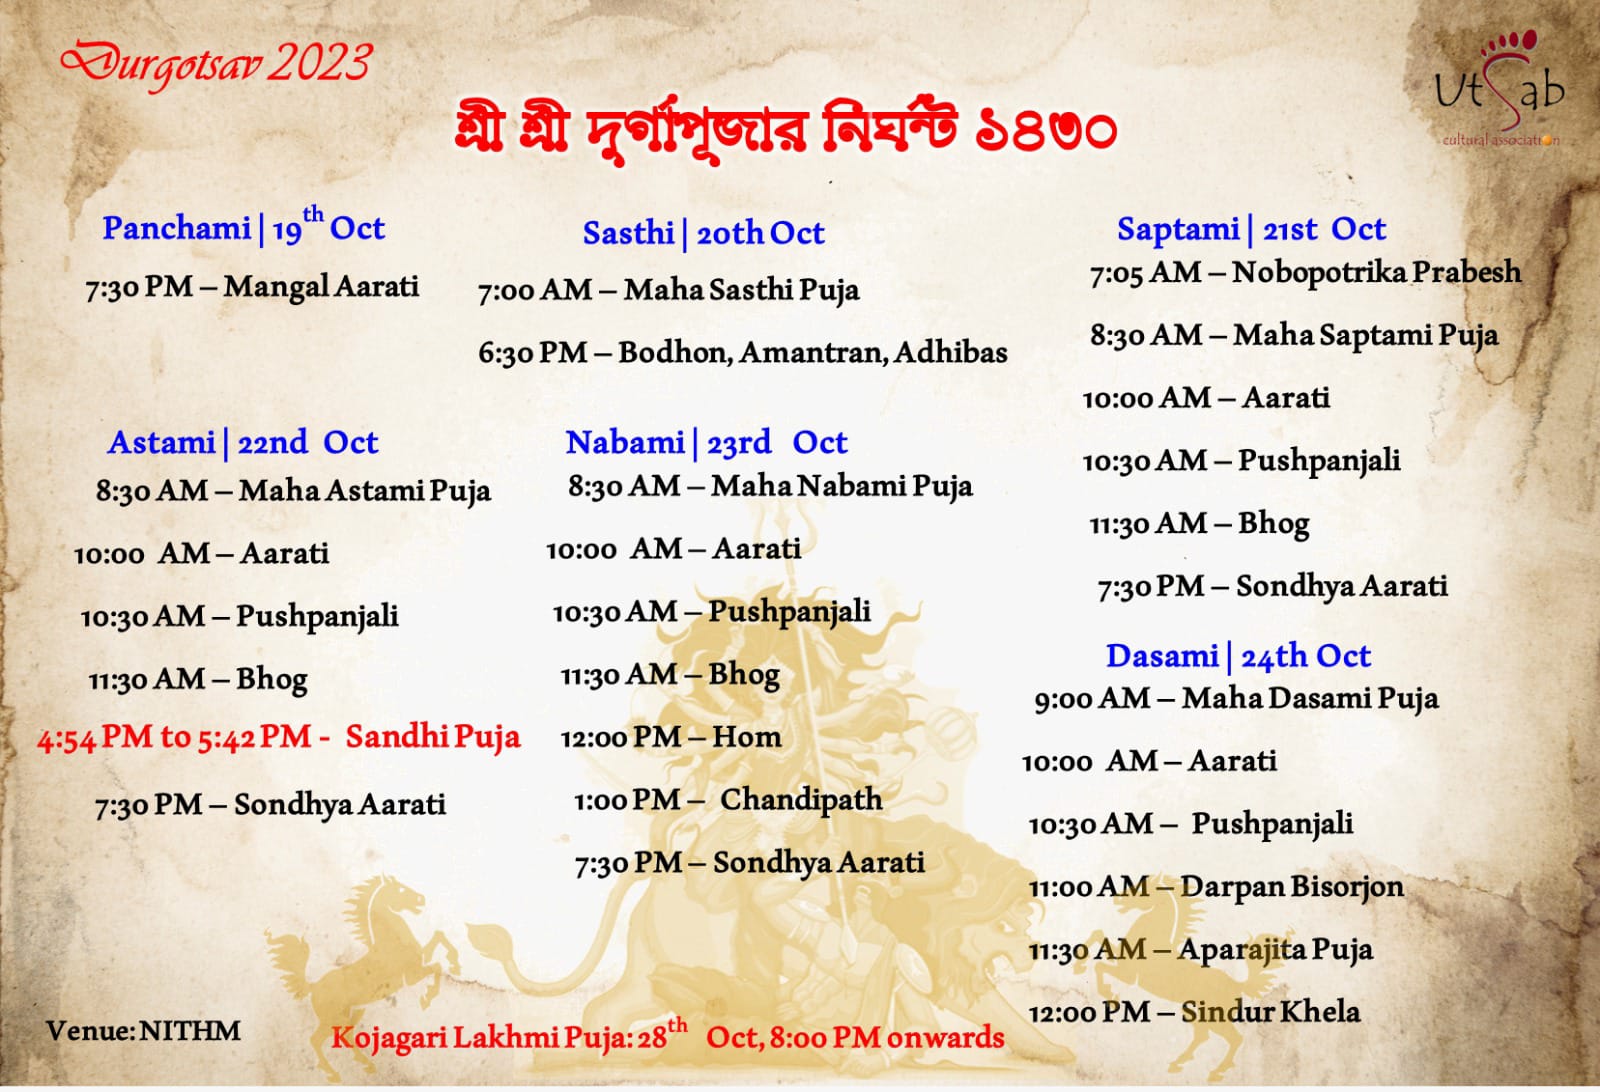 Durgotsav 2023
Utsab
cultural association
শ্রী শ্রী দুর্গাপূজার নির্ঘন্ট ১৪৩০
Panchami | 19th Oct
7:30 PM – Mangal Aarati
Sasthi | 20th Oct
7:00 AM – Maha Sasthi Puja
6:30 PM – Bodhon, Amantran, Adhibas
Saptami | 21st Oct
7:05 AM – Nobopotrika Prabesh
8:30 AM – Maha Saptami Puja
10:00 AM – Aarati
10:30 AM – Pushpanjali
11:30 AM – Bhog
7:30 PM – Sondhya Aarati
Astami | 22nd Oct
8:30 AM – Maha Astami Puja
10:00 AM – Aarati
10:30 AM – Pushpanjali
11:30 AM – Bhog
4:54 PM to 5:42 PM - Sandhi Puja
7:30 PM – Sondhya Aarati
Nabami | 23rd Oct
8:30 AM – Maha Nabami Puja
10:00 AM – Aarati
10:30 AM – Pushpanjali
11:30 AM – Bhog
12:00 PM – Hom
1:00 PM – Chandipath
7:30 PM – Sondhya Aarati
Dasami | 24th Oct
9:00 AM – Maha Dasami Puja
10:00 AM – Aarati
10:30 AM – Pushpanjali
11:00 AM – Darpan Bisorjon
11:30 AM – Aparajita Puja
12:00 PM – Sindur Khela
Venue: NITHM
Kojagari Lakhmi Puja: 28th Oct, 8:00 PM onwards